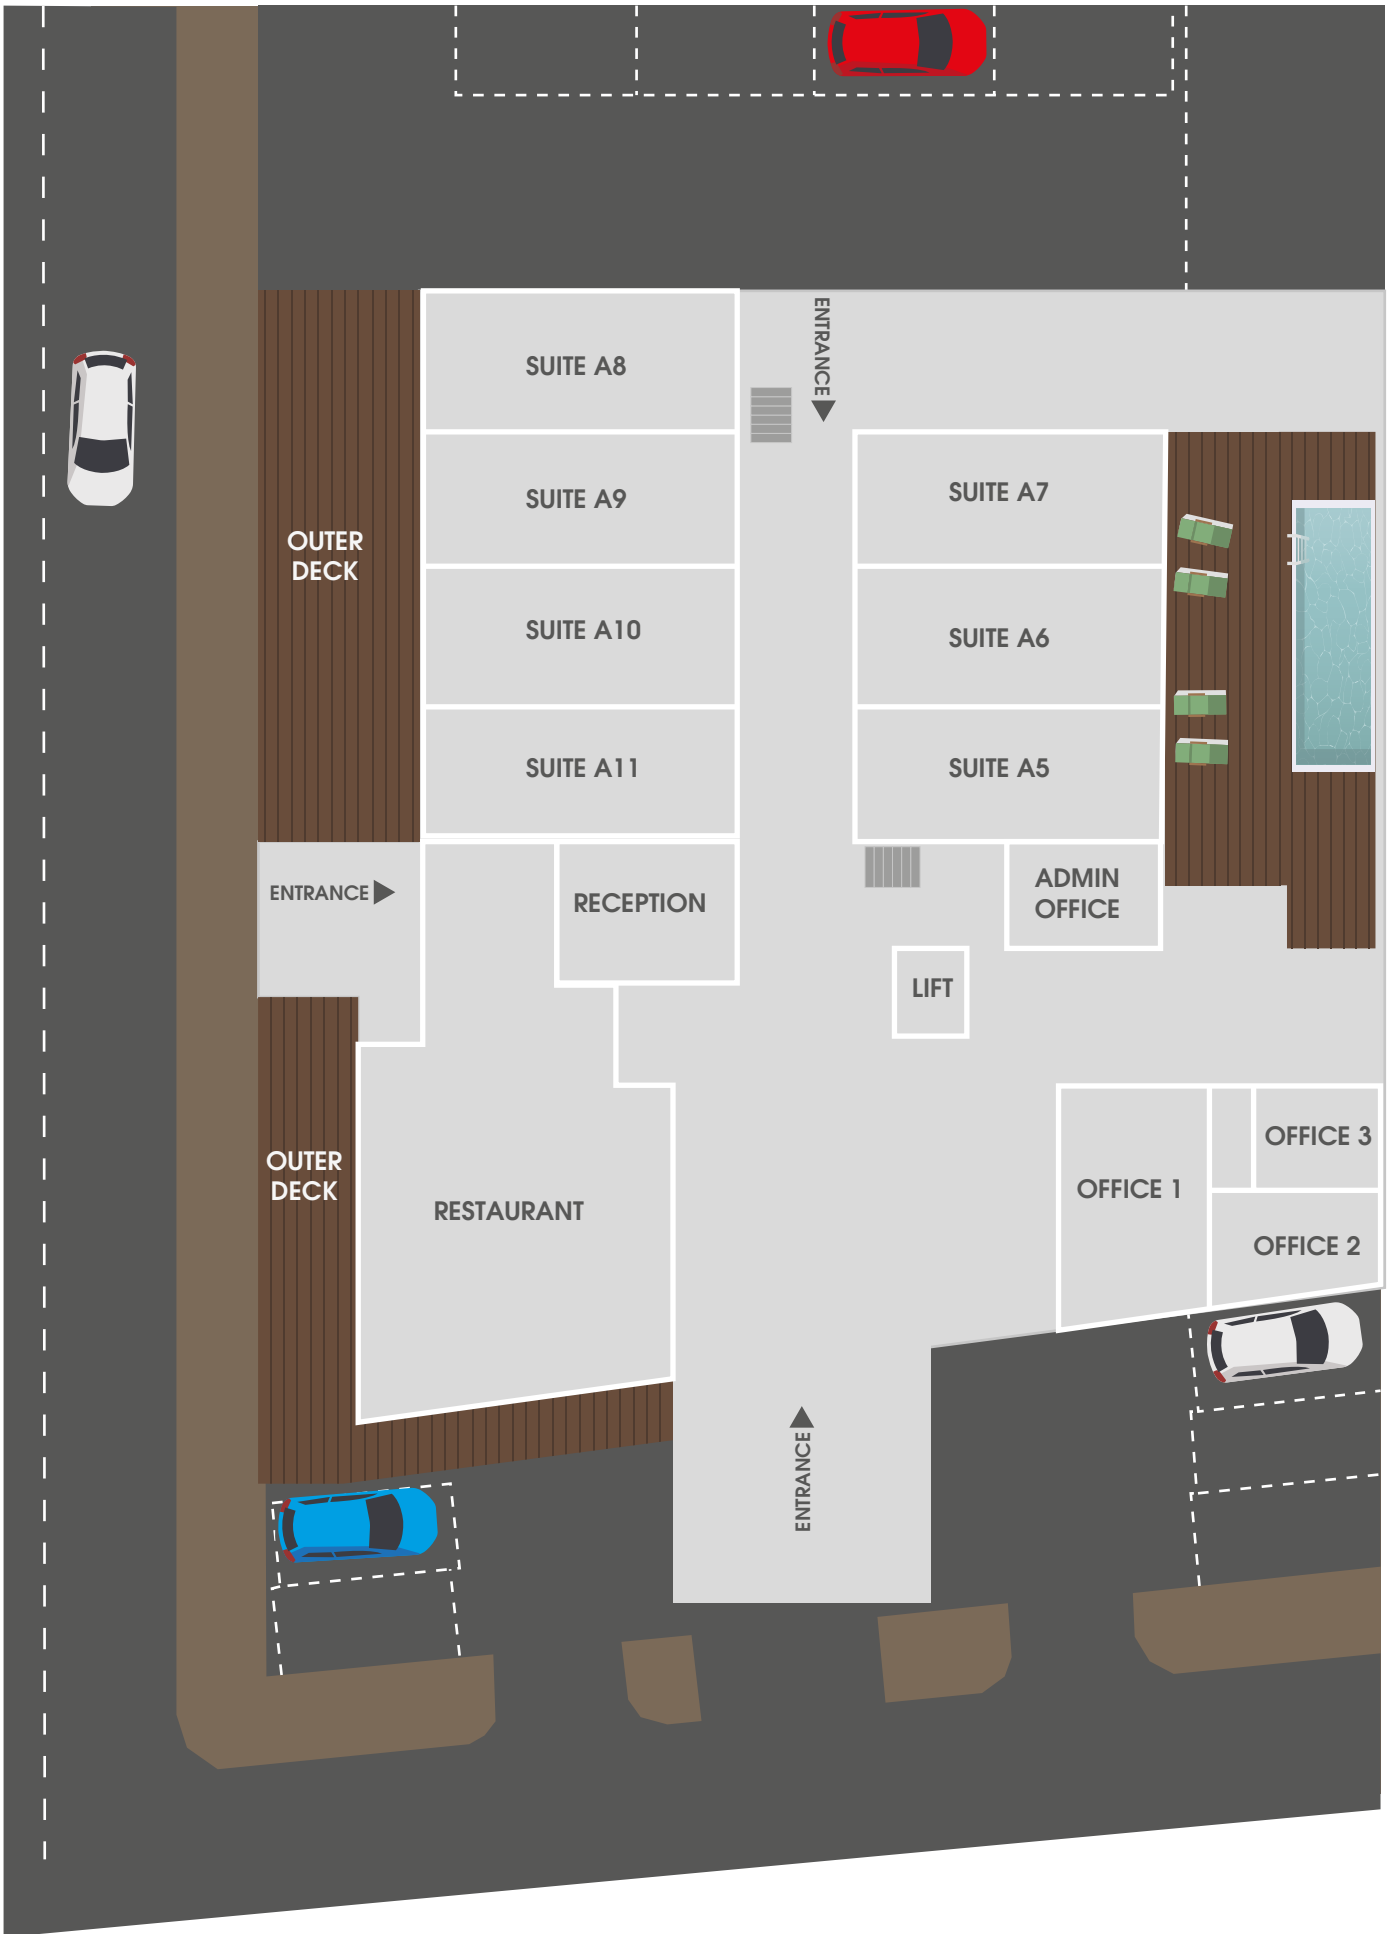 ENTRANCE
SUITE A8
SUITE A9
SUITE A7
OUTER
DECK
SUITE A10
SUITE A6
SUITE A11
SUITE A5
ENTRANCE
RECEPTION
ADMIN
OFFICE
LIFT
OUTER
DECK
RESTAURANT
OFFICE 1
OFFICE 3
OFFICE 2
ENTRANCE